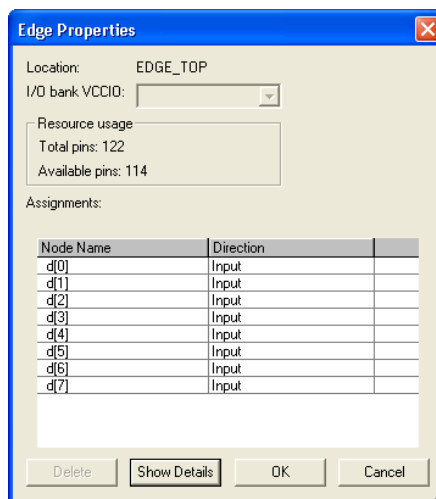 Edge Properties
Location: EDGE_TOP
I/O bank VCCIO:
Resource usage
Total pins: 122
Available pins: 114
Assignments:
Node Name Direction
d[0] Input
d[1] Input
d[2] Input
d[3] Input
d[4] Input
d[5] Input
d[6] Input
d[7] Input
Delete Show Details OK Cancel